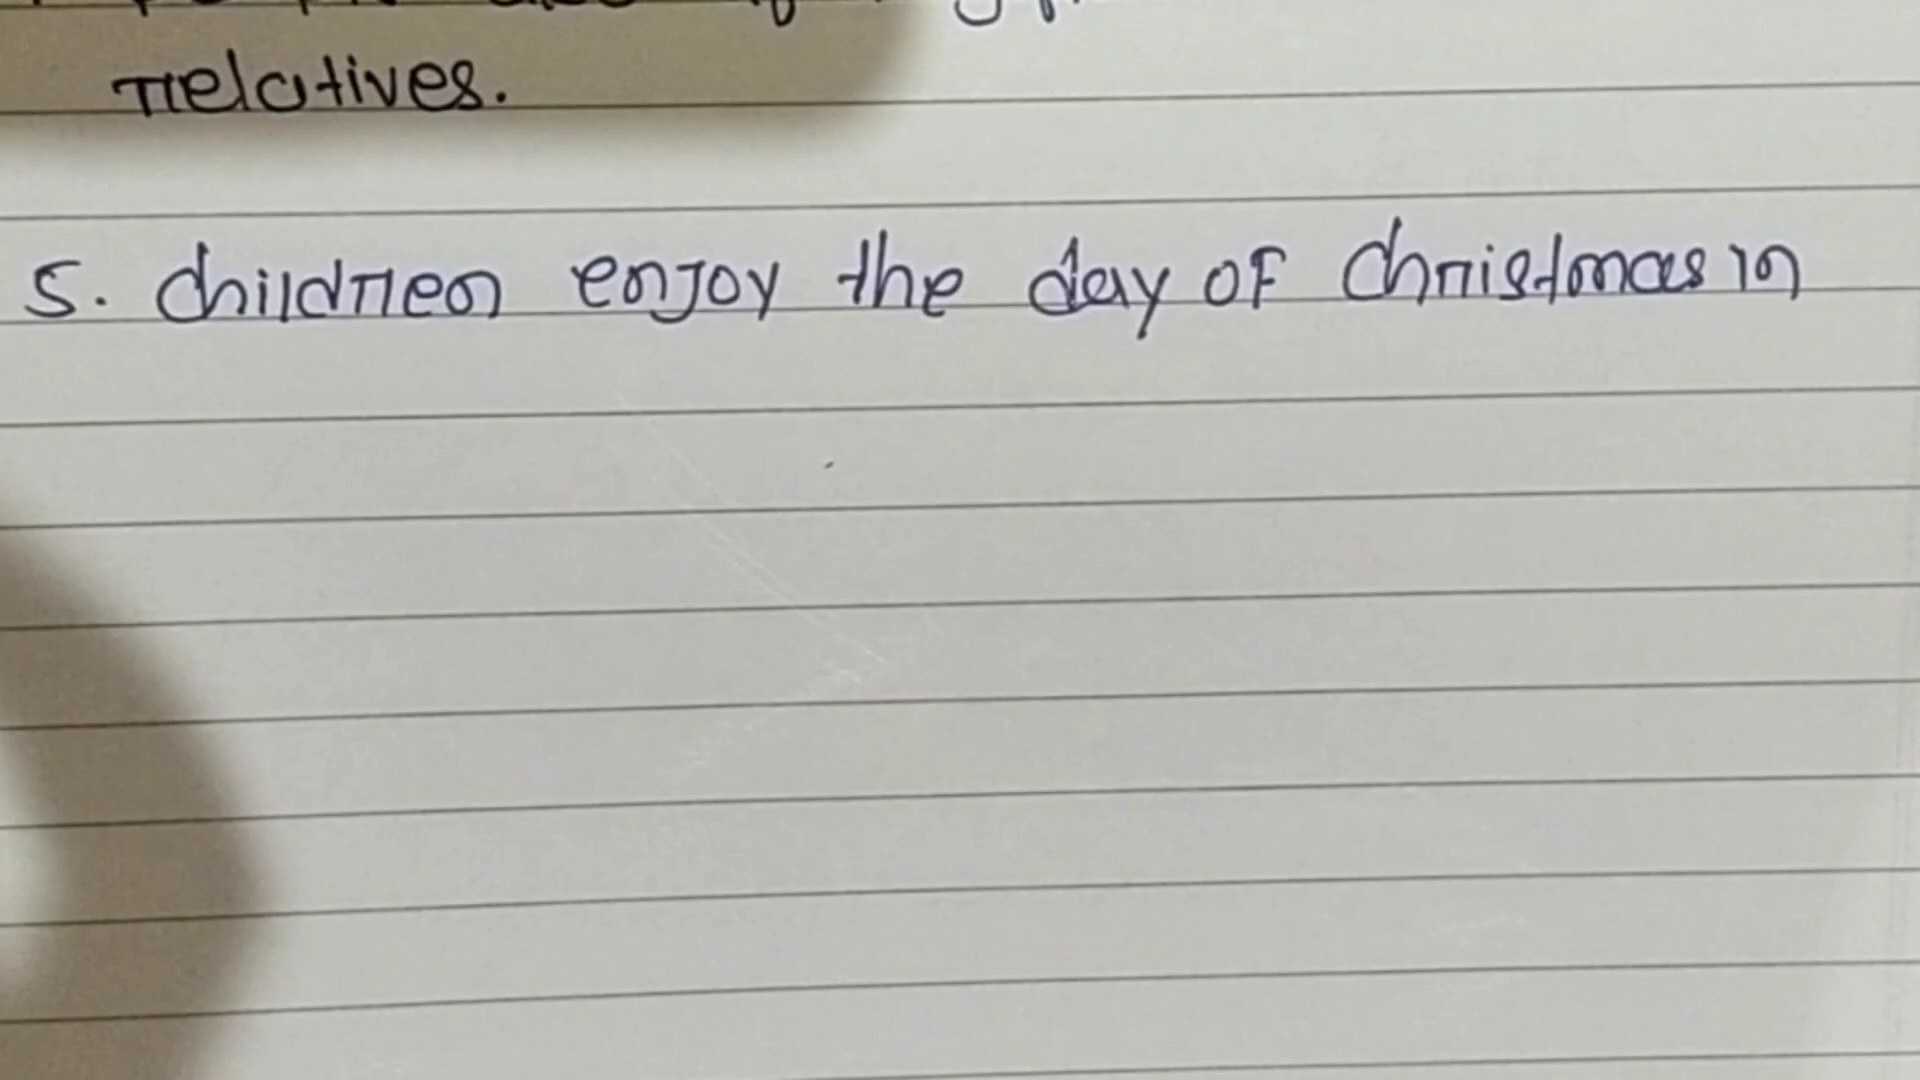 relatives.
5. Children enjoy the day of Christmas in